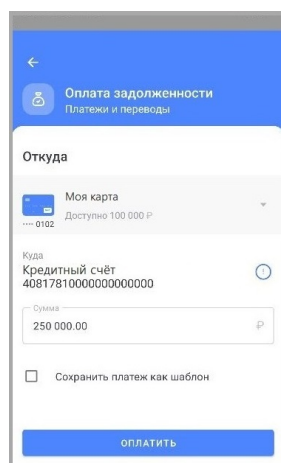 Оплата задолженности
Платежи и переводы
Откуда
Моя карта
Доступно 100 000 ₽
···· 0102
Куда
Кредитный счёт
40817810000000000000
Сумма
250 000.00 ₽
Сохранить платеж как шаблон
ОПЛАТИТЬ